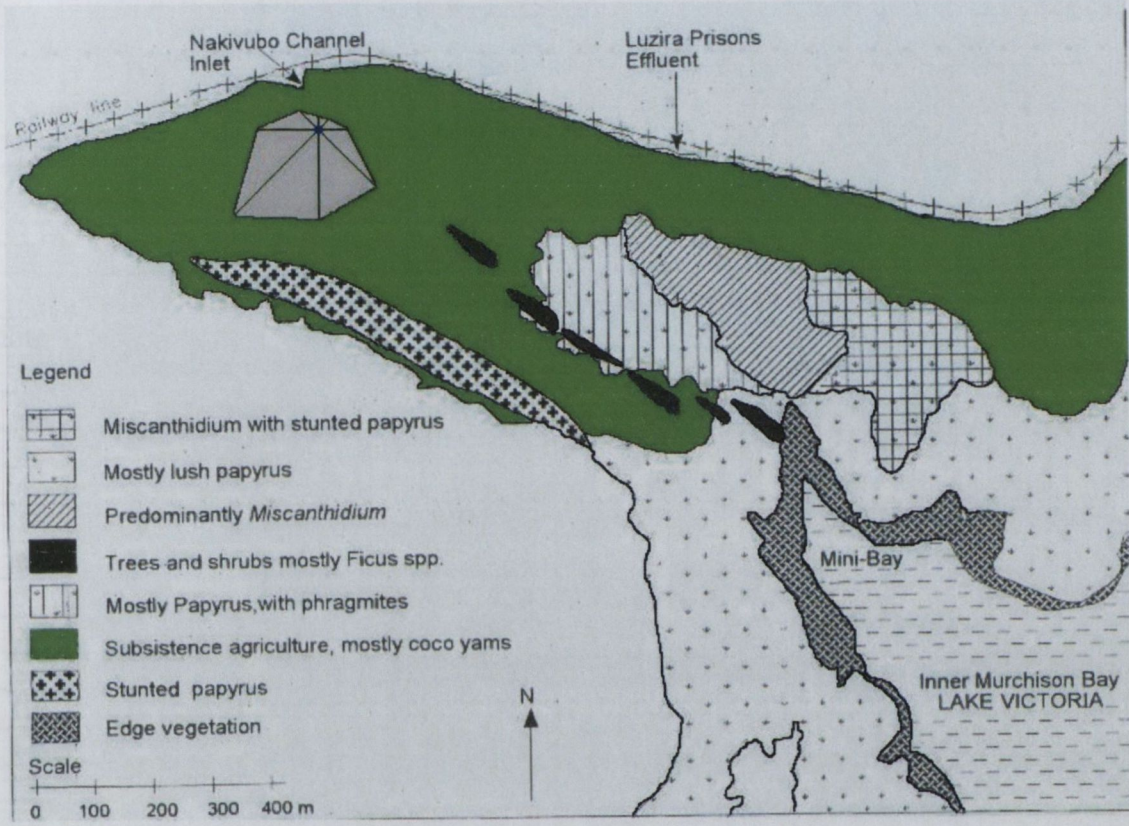 Nakivubo Channel
Inlet
Luzira Prisons
Effluent
Railway line
Legend
Miscanthidium with stunted papyrus
Mostly lush papyrus
Predominantly Miscanthidium
Trees and shrubs mostly Ficus spp.
Mostly Papyrus,with phragmites
Subsistence agriculture, mostly coco yams
Stunted papyrus
Edge vegetation
Scale
0 100 200 300 400 m
N
Mini-Bay
Inner Murchison Bay
LAKE VICTORIA